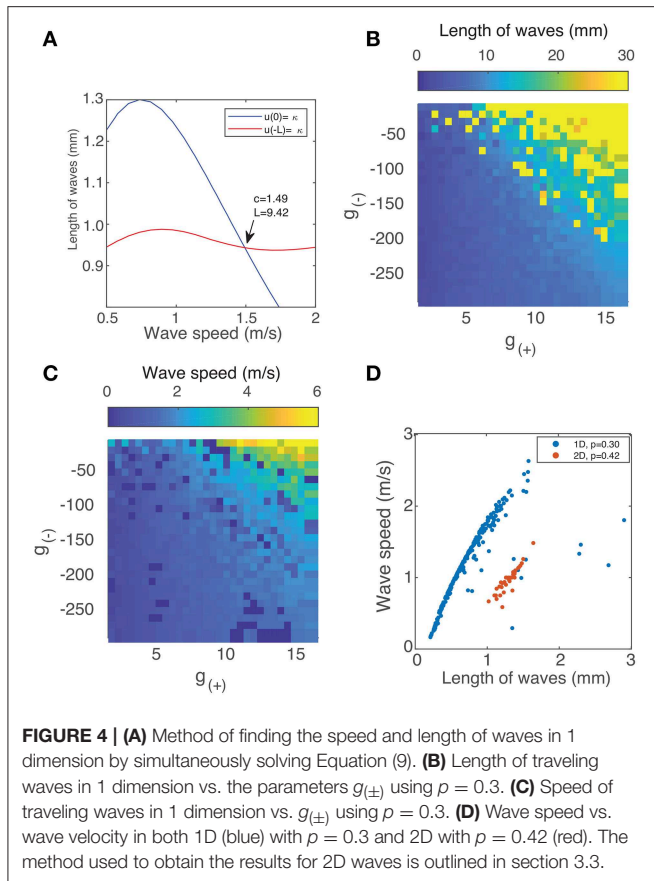 A
Length of waves (mm)
1.3
1.2
1.1
1.0
0.9
u(0)= κ
u(-L)= κ
c=1.49
L=9.42
0.5
1
1.5
2
Wave speed (m/s)
B
Length of waves (mm)
0
10
20
30
g(-)
-50
-100
-150
-200
-250
5
10
15
g(+)
C
Wave speed (m/s)
0
2
4
6
g(-)
-50
-100
-150
-200
-250
5
10
15
g(+)
D
1D, p=0.30
2D, p=0.42
Wave speed (m/s)
3
2
1
0
0
1
2
3
Length of waves (mm)
FIGURE 4 | (A) Method of finding the speed and length of waves in 1
dimension by simultaneously solving Equation (9). (B) Length of traveling
waves in 1 dimension vs. the parameters g(±) using p = 0.3. (C) Speed of
traveling waves in 1 dimension vs. g(±) using p = 0.3. (D) Wave speed vs.
wave velocity in both 1D (blue) with p = 0.3 and 2D with p = 0.42 (red). The
method used to obtain the results for 2D waves is outlined in section 3.3.